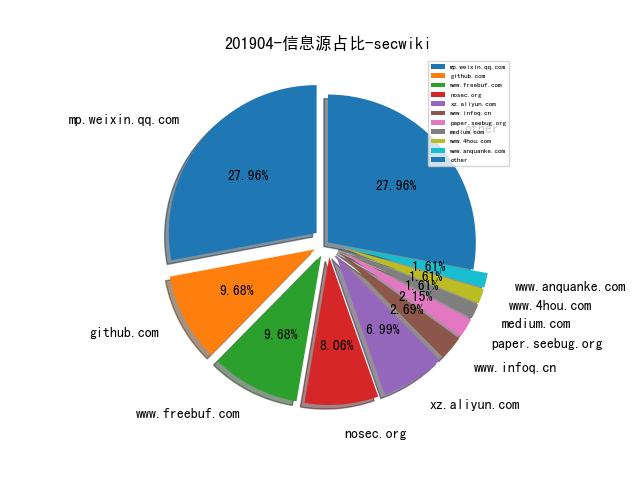 201904-信息源占比-secwiki
mp.weixin.qq.com
github.com
www.freebuf.com
nosec.org
xz.aliyun.com
www.infoq.cn
paper.seebug.org
medium.com
www.4hou.com
www.anquanke.com
other
other
mp.weixin.qq.com
27.96%
27.96%
9.68%
github.com
9.68%
www.freebuf.com
8.06%
nosec.org
6.99%
xz.aliyun.com
2.69%
www.infoq.cn
2.15%
paper.seebug.org
1.61%
medium.com
1.61%
www.4hou.com
1.61%
www.anquanke.com